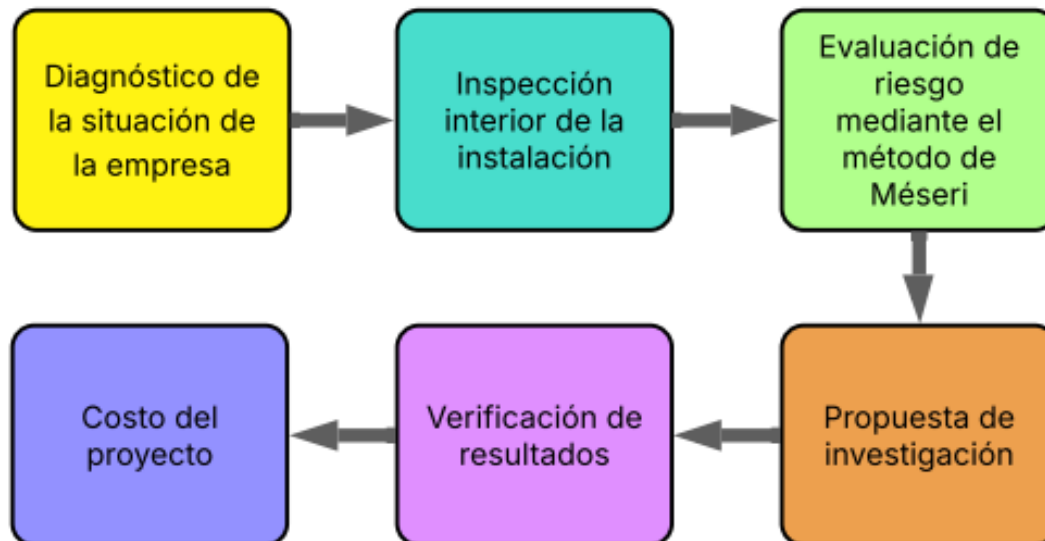 Diagnóstico de
la situación de
la empresa
Inspección
interior de la
instalación
Evaluación de
riesgo
mediante el
método de
Méseri
Propuesta de
investigación
Verificación de
resultados
Costo del
proyecto